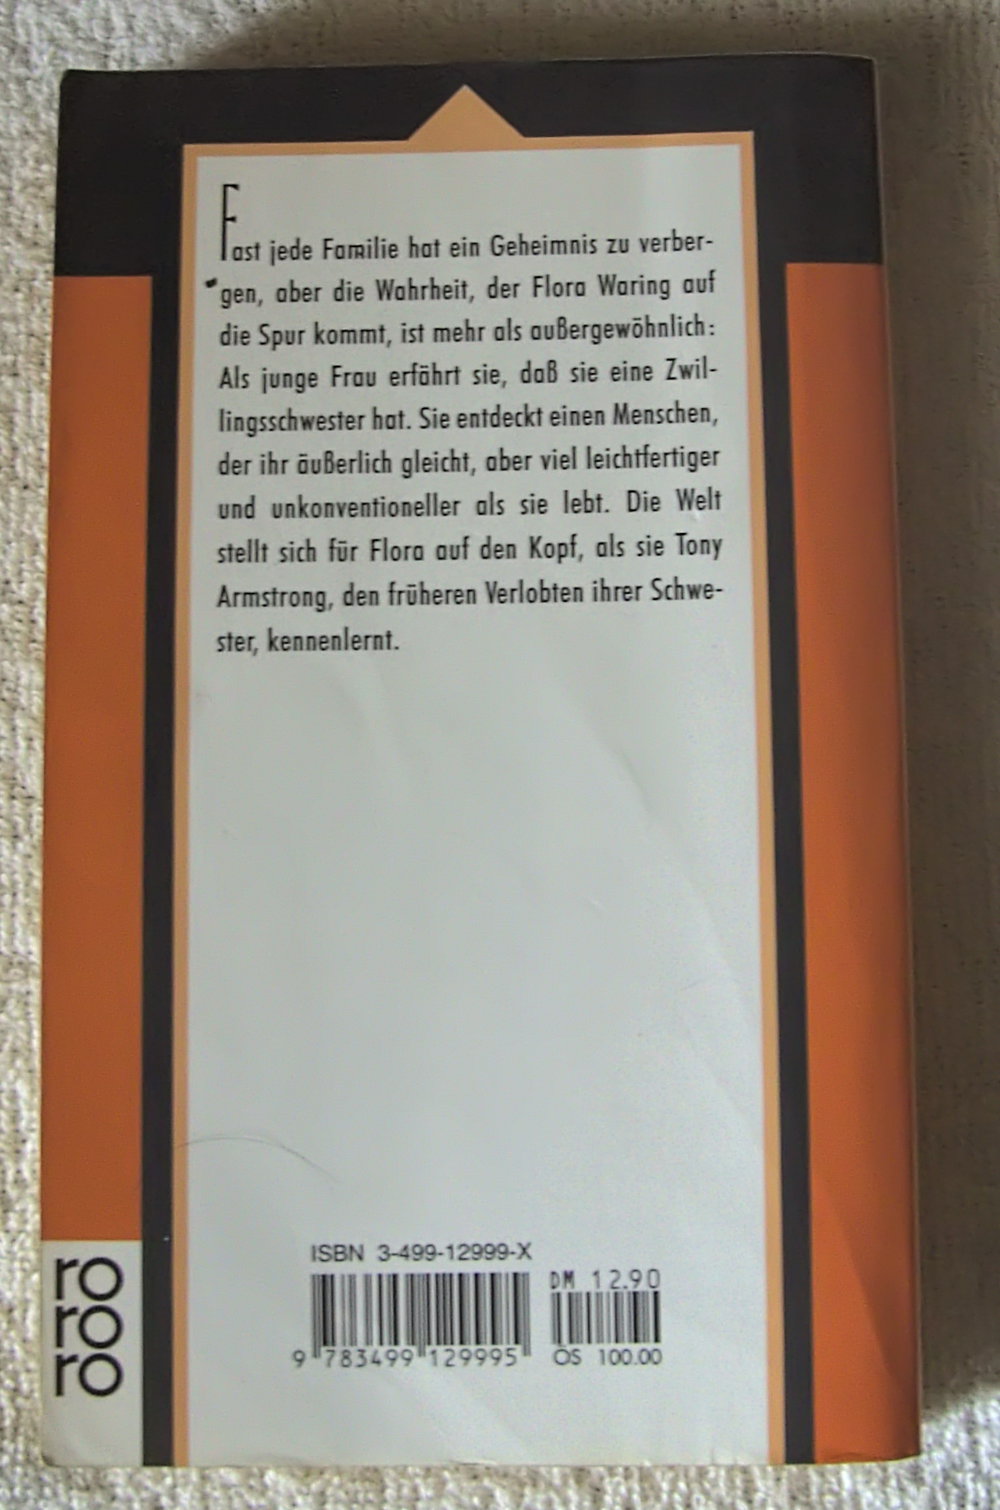 Fast jede Familie hat ein Geheimnis zu verber-
gen, aber die Wahrheit, der Flora Waring auf
die Spur kommt, ist mehr als außergewöhnlich:
Als junge Frau erfährt sie, daß sie eine Zwil-
lingsschwester hat. Sie entdeckt einen Menschen,
der ihr äußerlich gleicht, aber viel leichtfertiger
und unkonventioneller als sie lebt. Die Welt
stellt sich für Flora auf den Kopf, als sie Tony
Armstrong, den früheren Verlobten ihrer Schwe-
ster, kennenlernt.
ISBN 3-499-12999-X
DM 12.90
9 783499 129995
ÖS 100.00
ro
ro
ro